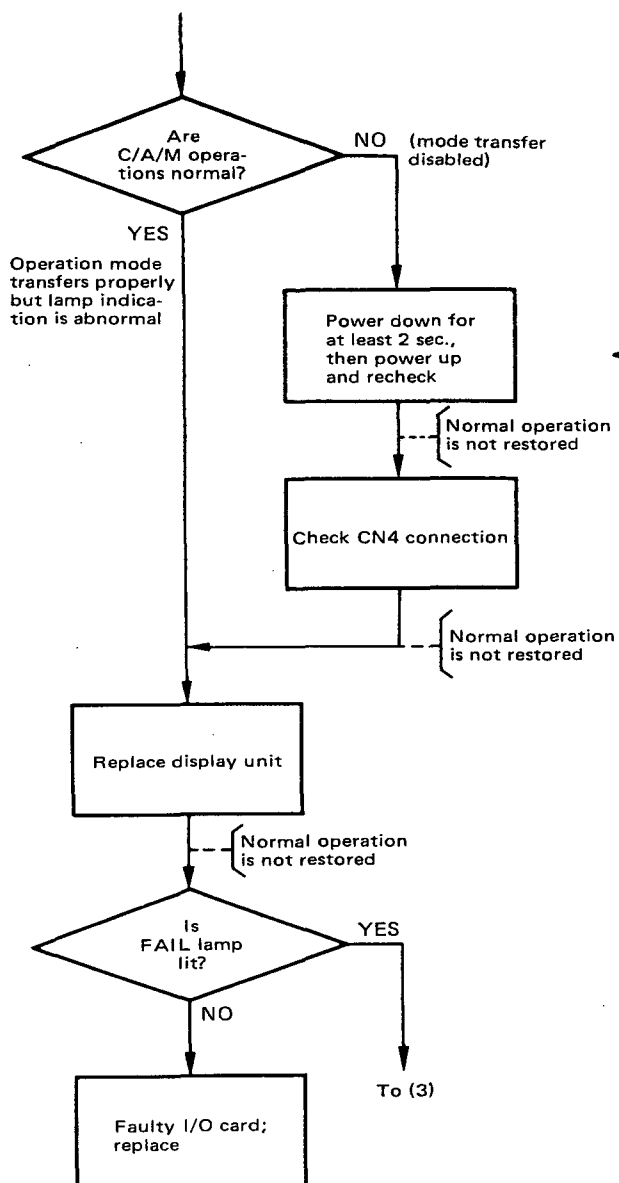 Are
C/A/M opera-
tions normal?
NO
(mode transfer
disabled)
YES
Operation mode
transfers properly
but lamp indica-
tion is abnormal
Power down for
at least 2 sec.,
then power up
and recheck
Normal operation
is not restored
Check CN4 connection
Normal operation
is not restored
Replace display unit
Normal operation
is not restored
Is
FAIL lamp
lit?
YES
NO
To (3)
Faulty I/O card;
replace